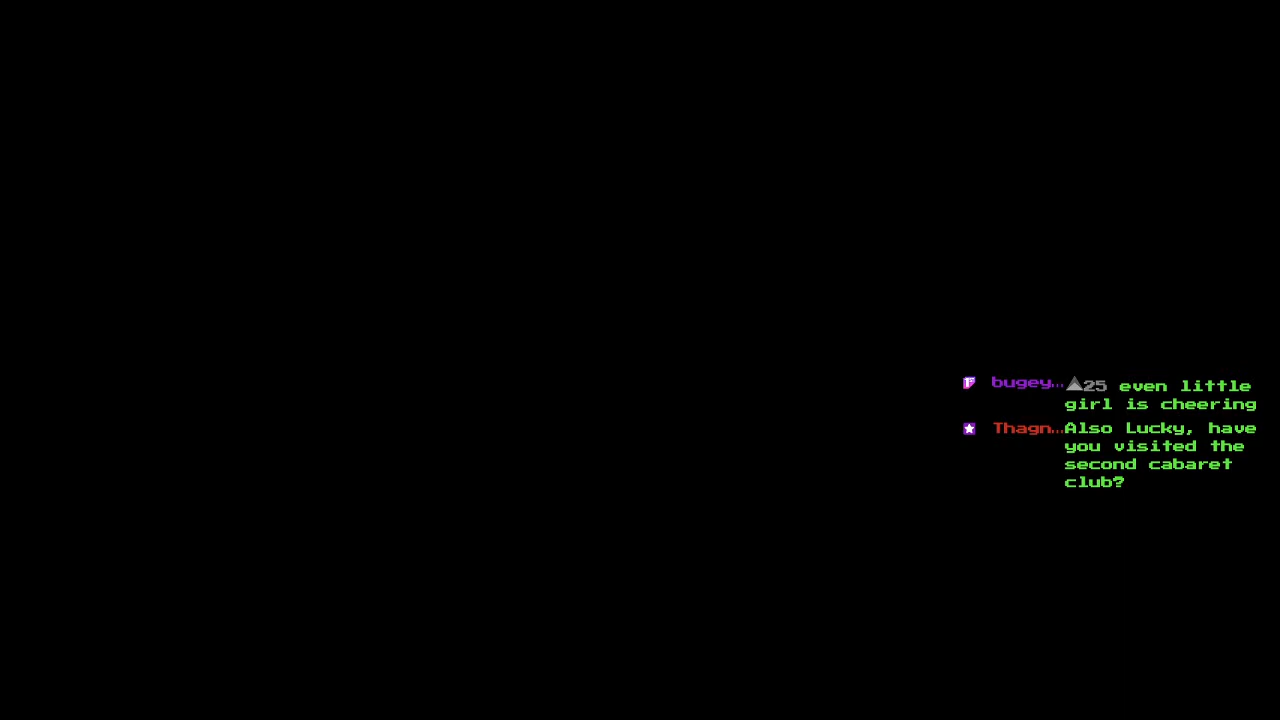 bugey...25 even little
girl is cheering
Thagn...Also Lucky, have
you visited the
second cabaret
club?